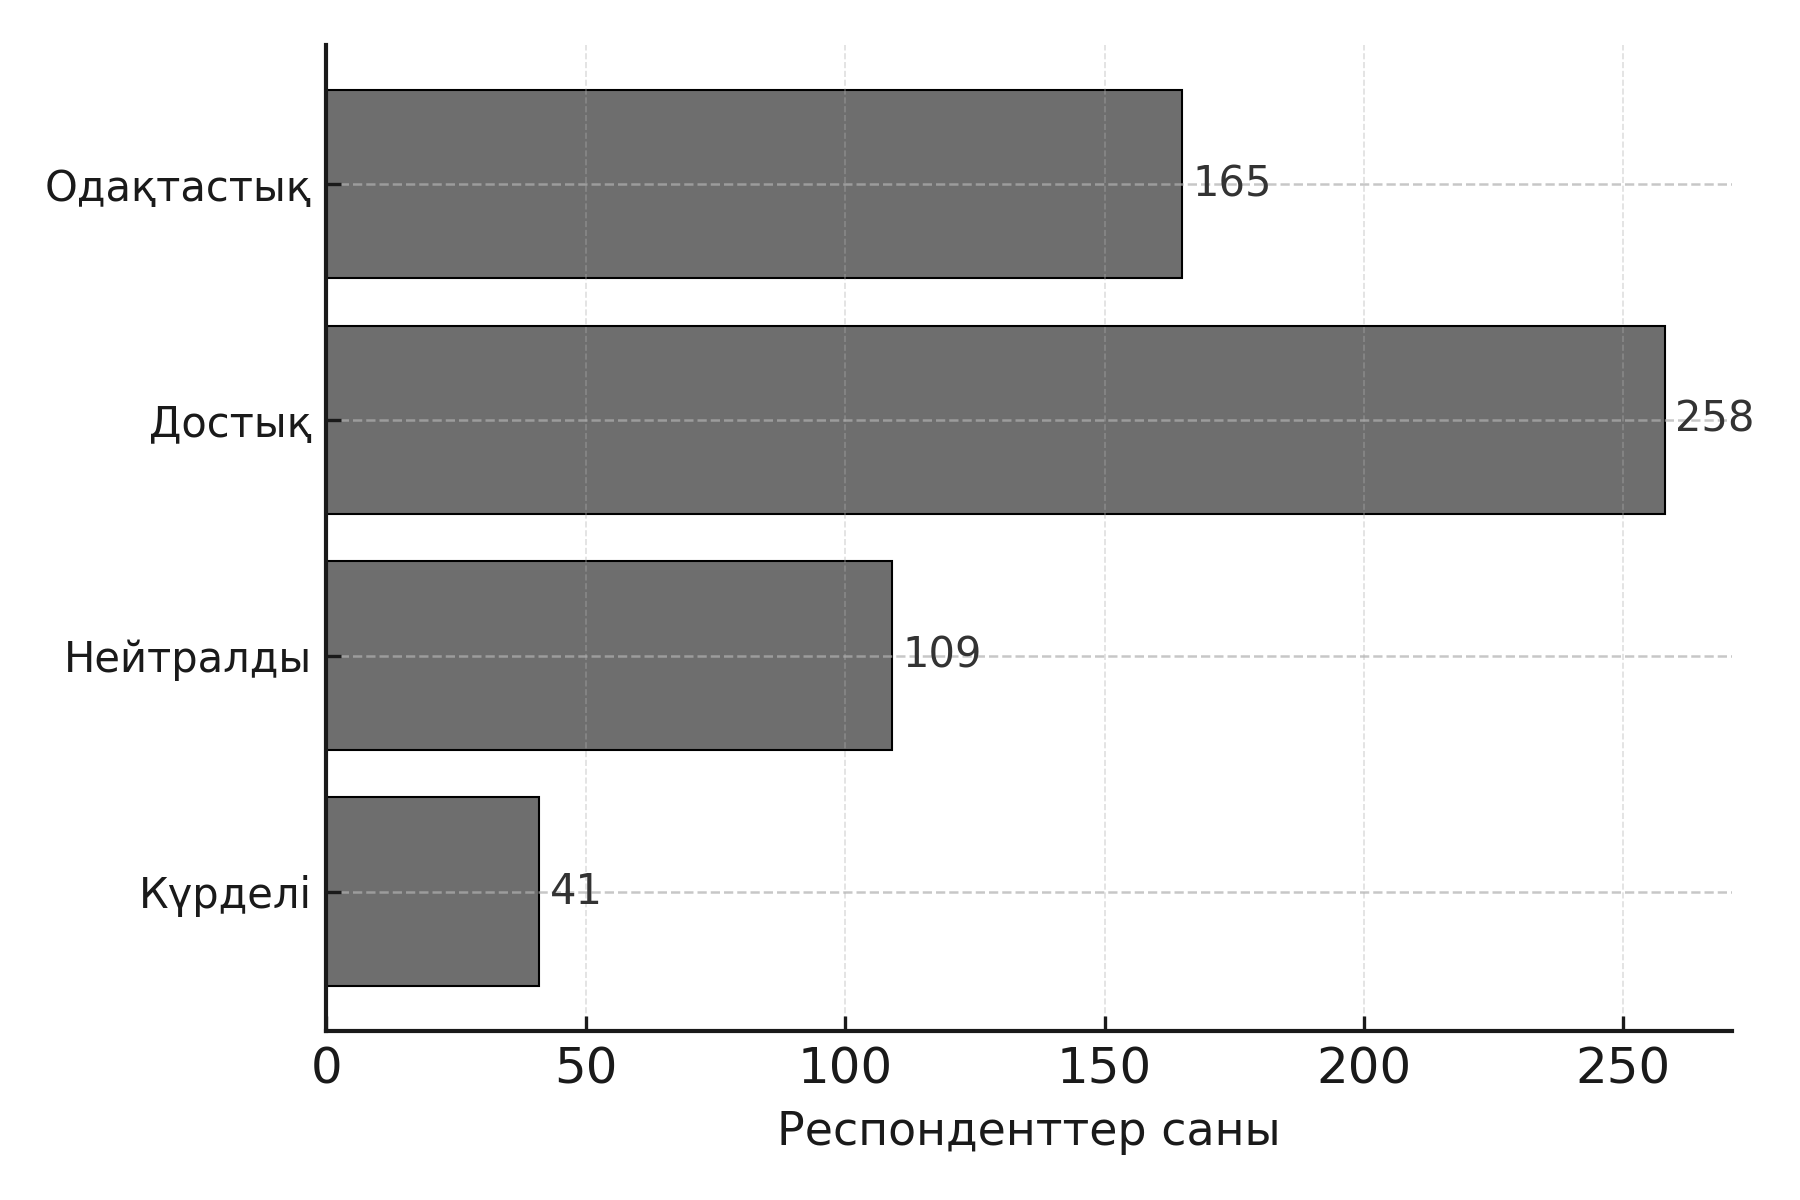 Одақтастық
165
Достық
258
Нейтралды
109
Күрделі
41
0 50 100 150 200 250
Респонденттер саны